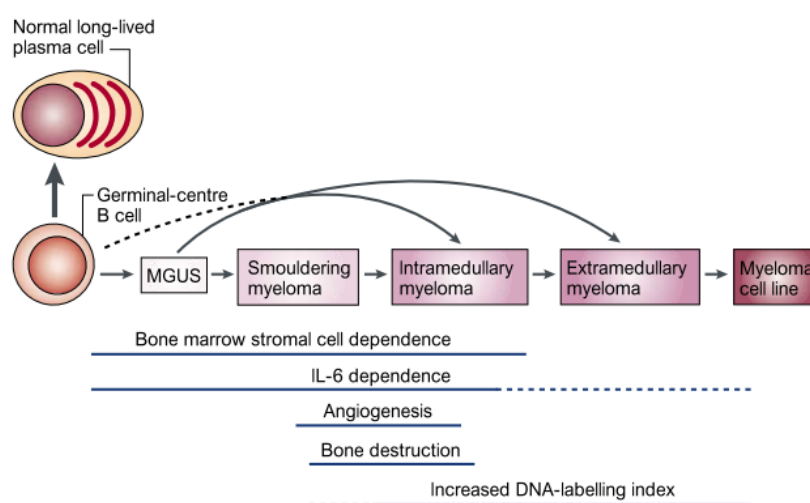 Normal long-lived
plasma cell
Germinal-centre
B cell
MGUS
Smouldering
myeloma
Intramedullary
myeloma
Extramedullary
myeloma
Myeloma
cell line
Bone marrow stromal cell dependence
IL-6 dependence
Angiogenesis
Bone destruction
Increased DNA-labelling index